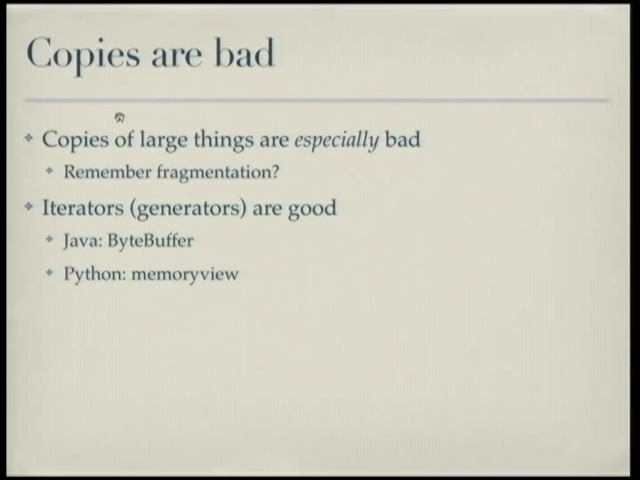 Copies are bad
Copies of large things are especially bad
Remember fragmentation?
Iterators (generators) are good
Java: ByteBuffer
Python: memoryview